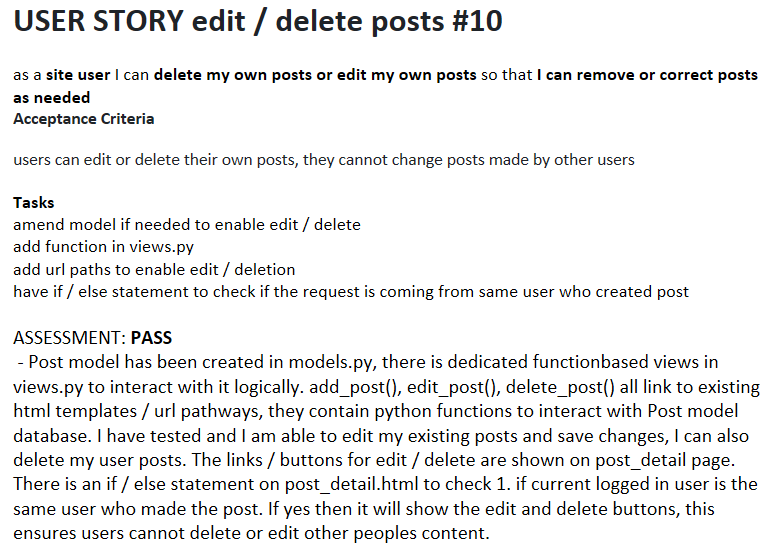 USER STORY edit / delete posts #10
as a site user I can delete my own posts or edit my own posts so that I can remove or correct posts
as needed
Acceptance Criteria
users can edit or delete their own posts, they cannot change posts made by other users
Tasks
amend model if needed to enable edit / delete
add function in views.py
add url paths to enable edit / deletion
have if / else statement to check if the request is coming from same user who created post
ASSESSMENT: PASS
- Post model has been created in models.py, there is dedicated functionbased views in
views.py to interact with it logically. add_post(), edit_post(), delete_post() all link to existing
html templates / url pathways, they contain python functions to interact with Post model
database. I have tested and I am able to edit my existing posts and save changes, I can also
delete my user posts. The links / buttons for edit / delete are shown on post_detail page.
There is an if / else statement on post_detail.html to check 1. if current logged in user is the
same user who made the post. If yes then it will show the edit and delete buttons, this
ensures users cannot delete or edit other peoples content.